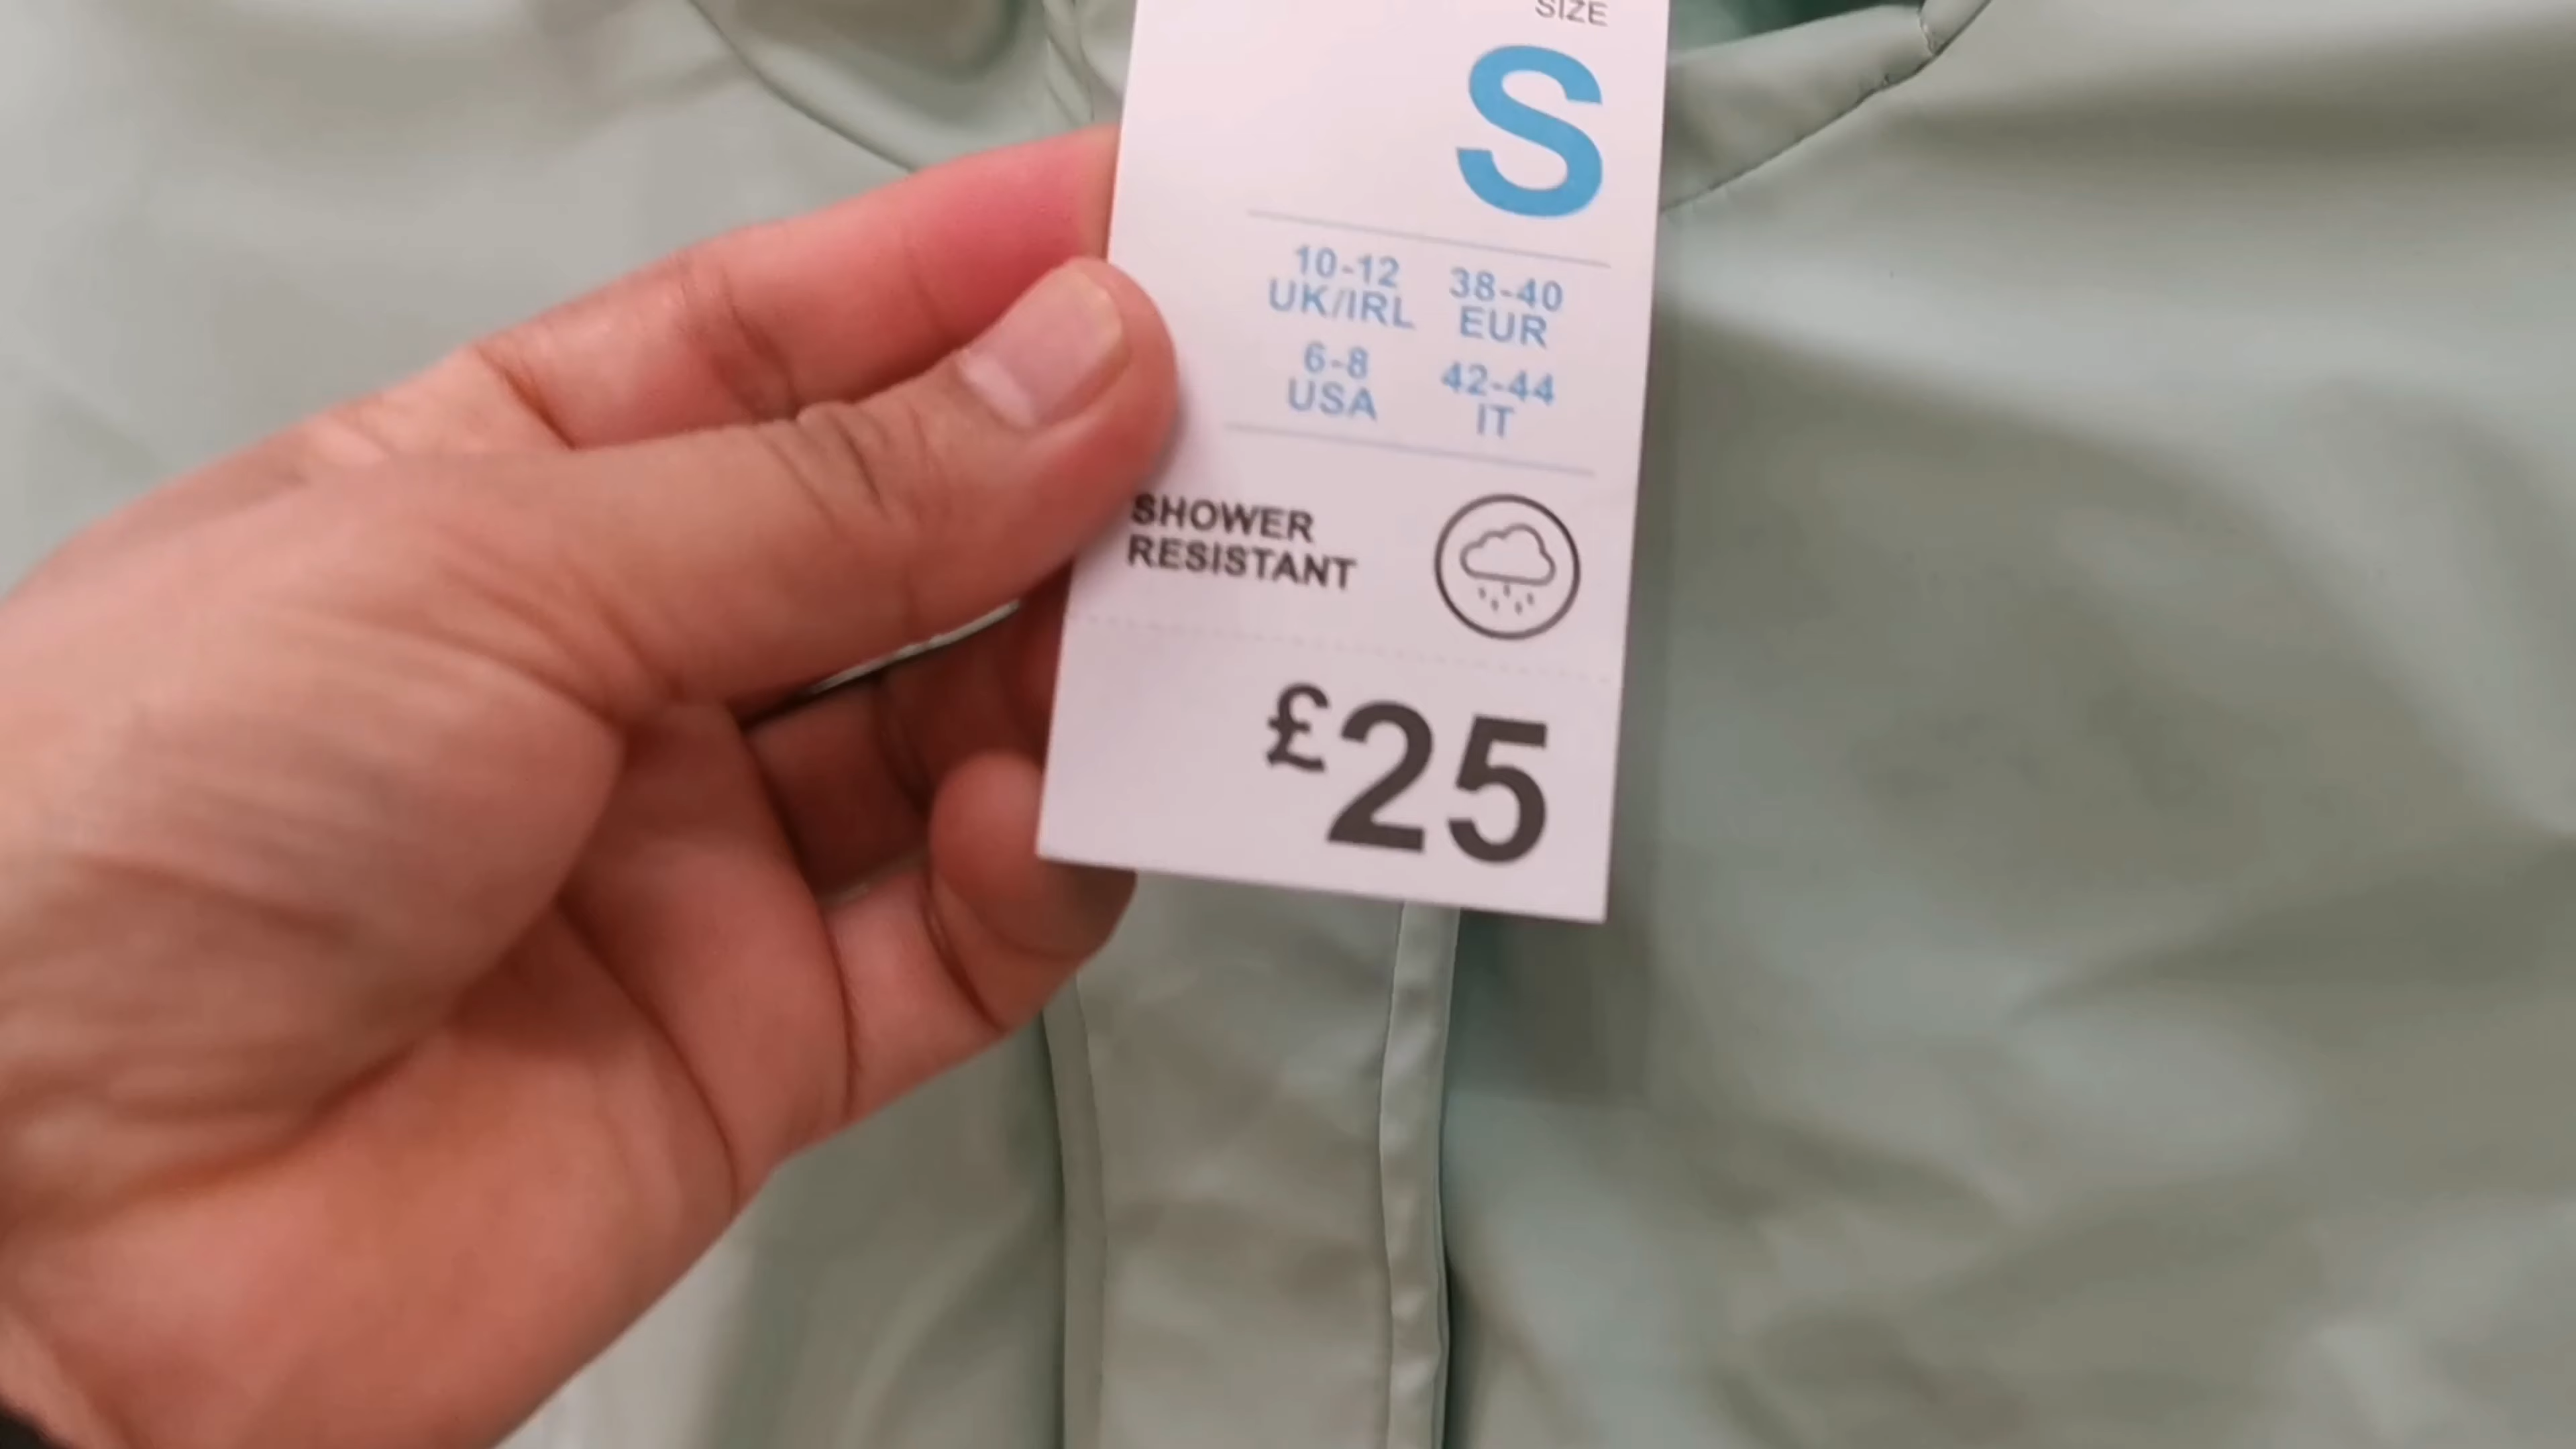 SIZE
S
10-12 38-40
UK/IRL EUR
6-8 42-44
USA IT
SHOWER
RESISTANT
£25